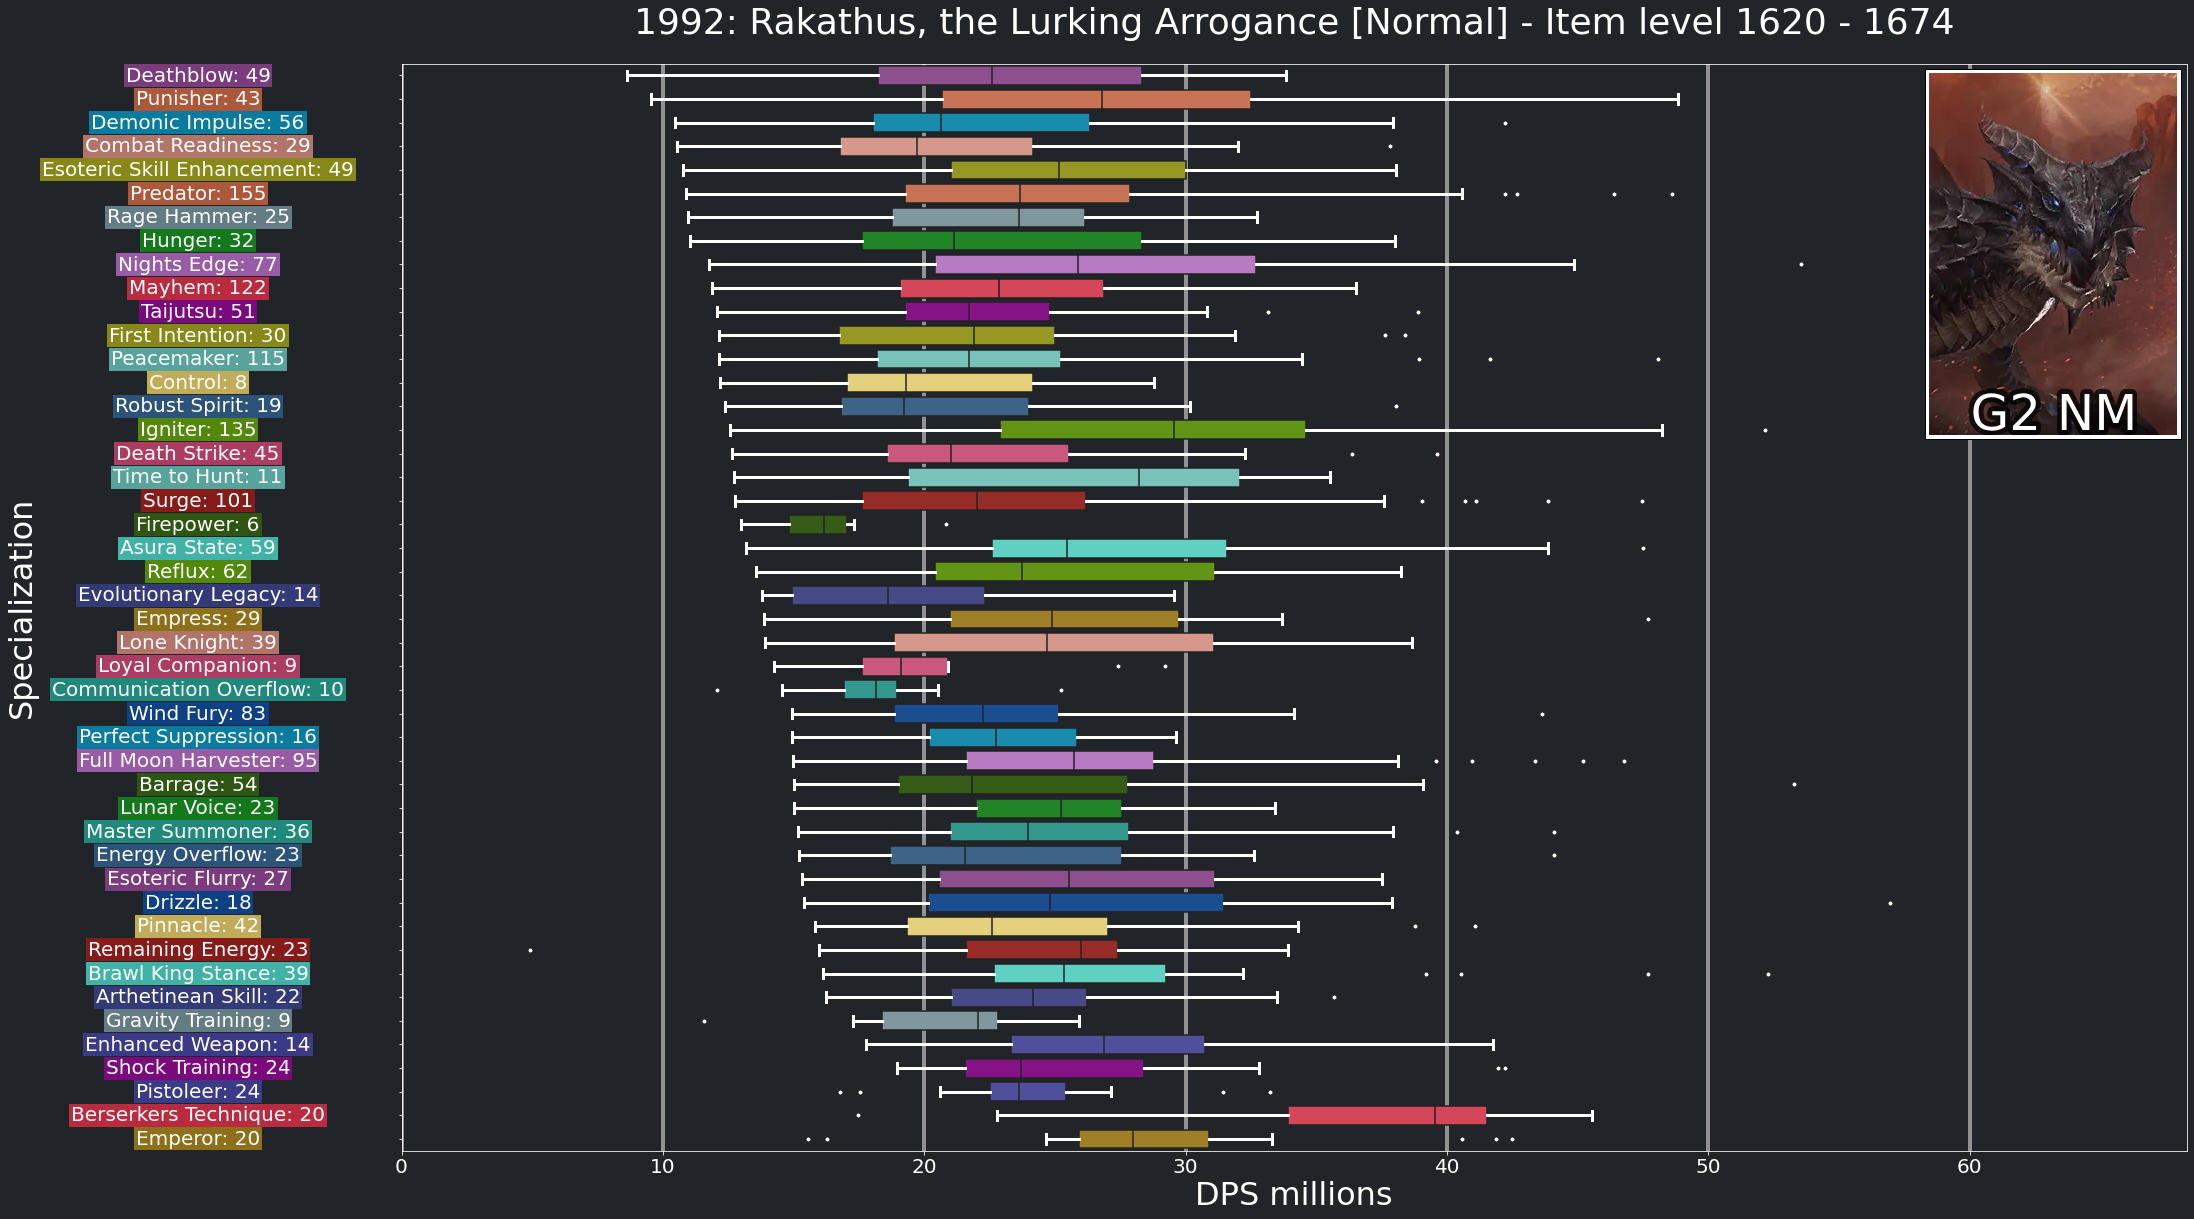 1992: Rakathus, the Lurking Arrogance [Normal] - Item level 1620 - 1674
Specialization
Deathblow: 49
Punisher: 43
Demonic Impulse: 56
Combat Readiness: 29
Esoteric Skill Enhancement: 49
Predator: 155
Rage Hammer: 25
Hunger: 32
Nights Edge: 77
Mayhem: 122
Taijutsu: 51
First Intention: 30
Peacemaker: 115
Control: 8
Robust Spirit: 19
Igniter: 135
Death Strike: 45
Time to Hunt: 11
Surge: 101
Firepower: 6
Asura State: 59
Reflux: 62
Evolutionary Legacy: 14
Empress: 29
Lone Knight: 39
Loyal Companion: 9
Communication Overflow: 10
Wind Fury: 83
Perfect Suppression: 16
Full Moon Harvester: 95
Barrage: 54
Lunar Voice: 23
Master Summoner: 36
Energy Overflow: 23
Esoteric Flurry: 27
Drizzle: 18
Pinnacle: 42
Remaining Energy: 23
Brawl King Stance: 39
Arthetinean Skill: 22
Gravity Training: 9
Enhanced Weapon: 14
Shock Training: 24
Pistoleer: 24
Berserkers Technique: 20
Emperor: 20
G2 NM
0 10 20 30 40 50 60
DPS millions